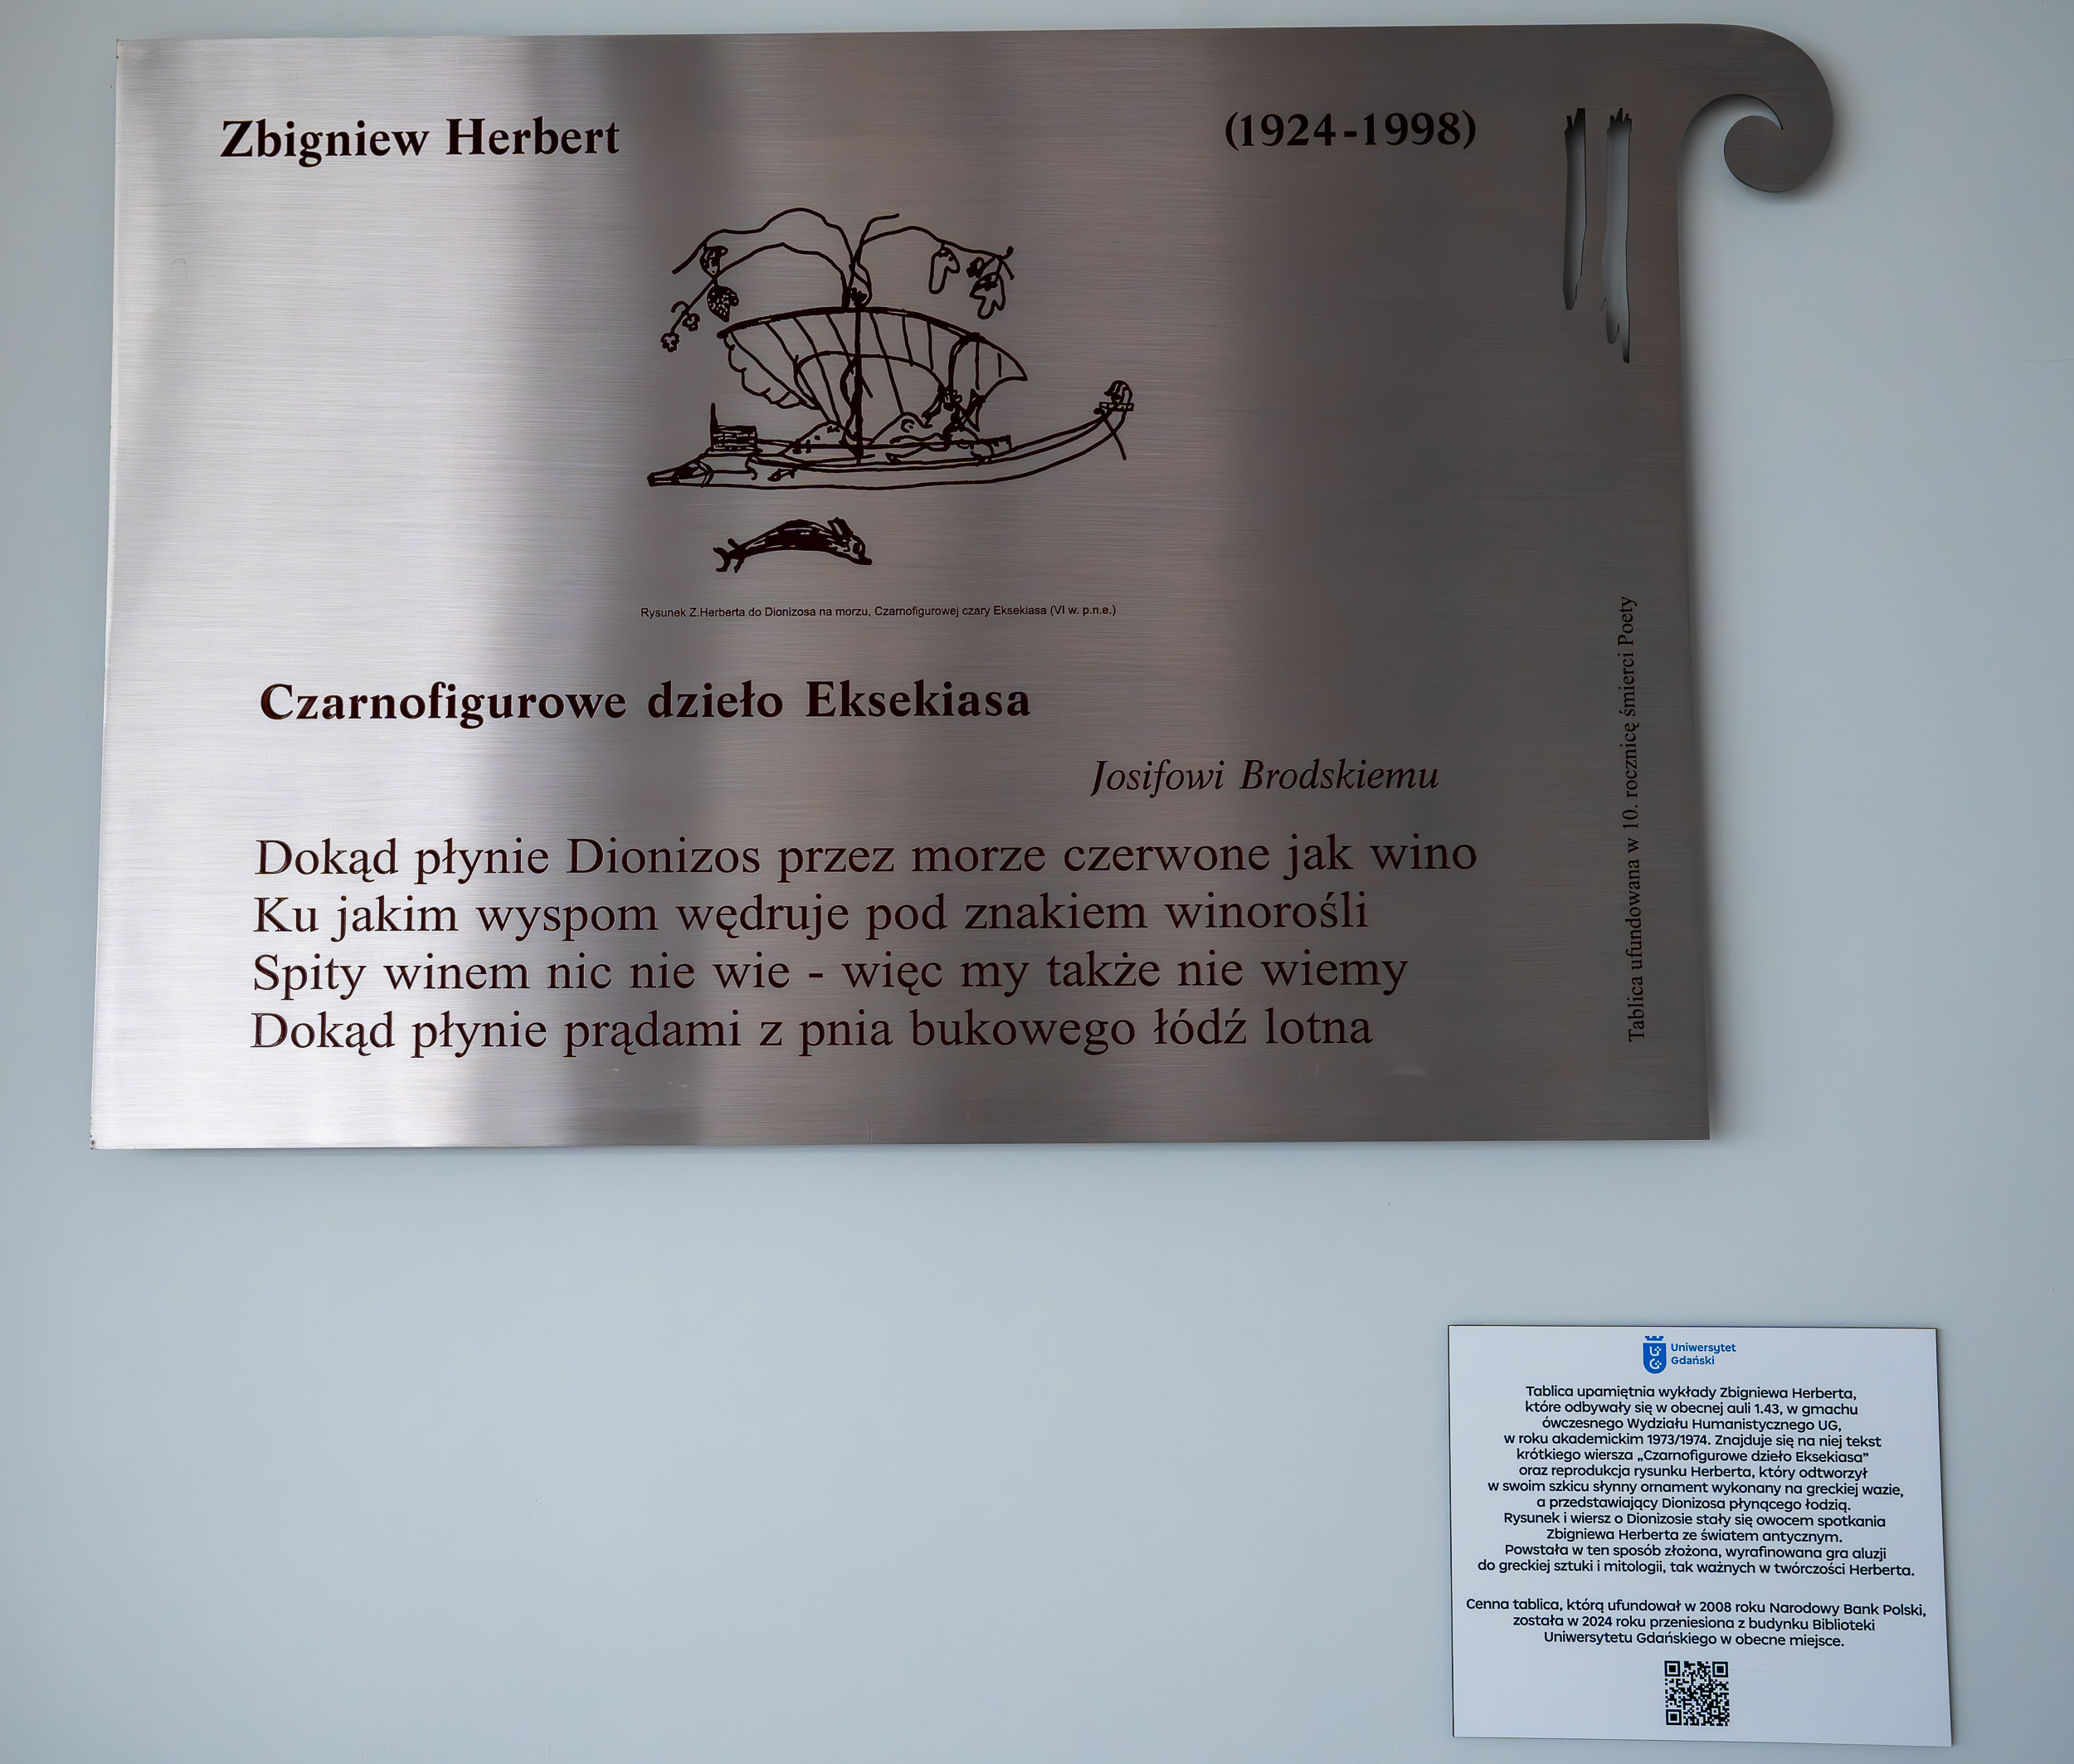 Zbigniew Herbert (1924-1998)
Rysunek Z.Herberta do Dionizosa na morzu, Czarnofigurowej czary Eksekiasa (VI w. p.n.e.)
Czarnofigurowe dzieło Eksekiasa
Josifowi Brodskiemu
Dokąd płynie Dionizos przez morze czerwone jak wino
Ku jakim wyspom wędruje pod znakiem winorośli
Spity winem nic nie wie - więc my także nie wiemy
Dokąd płynie prądami z pnia bukowego łódź lotna
Tablica ufundowana w 10. rocznicę śmierci Poety
Uniwersytet
Gdański
Tablica upamiętnia wykłady Zbigniewa Herberta,
które odbywały się w obecnej auli 1.43, w gmachu
ówczesnego Wydziału Humanistycznego UG,
w roku akademickim 1973/1974. Znajduje się na niej tekst
krótkiego wiersza „Czarnofigurowe dzieło Eksekiasa”
oraz reprodukcja rysunku Herberta, który odtworzył
w swoim szkicu słynny ornament wykonany na greckiej wazie,
a przedstawiający Dionizosa płynącego łodzią.
Rysunek i wiersz o Dionizosie stały się owocem spotkania
Zbigniewa Herberta ze światem antycznym.
Powstała w ten sposób złożona, wyrafinowana gra aluzji
do greckiej sztuki i mitologii, tak ważnych w twórczości Herberta.
Cenna tablica, którą ufundował w 2008 roku Narodowy Bank Polski,
została w 2024 roku przeniesiona z budynku Biblioteki
Uniwersytetu Gdańskiego w obecne miejsce.